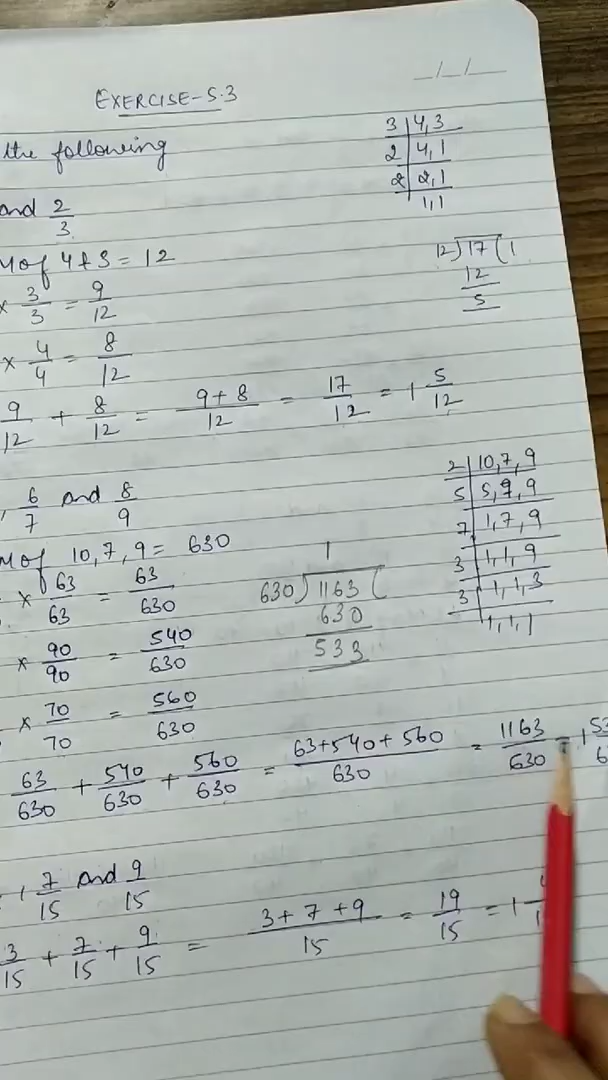 __/__/____
EXERCISE-5.3
the following
3 | 4, 3
2 | 4, 1
2 | 2, 1
1, 1
and 2/3
M of 4 & 3 = 12
× 3/3 = 9/12
× 4/4 = 8/12
12) 17 (1
12
5
9/12 + 8/12 = 9+8/12 = 17/12 = 1 5/12
, 6/7 and 8/9
2 | 10, 7, 9
5 | 5, 7, 9
7 | 1, 7, 9
3 | 1, 1, 9
3 | 1, 1, 3
1, 1, 1
M of 10, 7, 9 = 630
× 63/63 = 63/630
× 90/90 = 540/630
× 70/70 = 560/630
1
630) 1163 (
630
533
63/630 + 540/630 + 560/630 = 63+540+560/630 = 1163/630 = 1 53/6
, 7/15 and 9/15
3/15 + 7/15 + 9/15 = 3+7+9/15 = 19/15 = 1